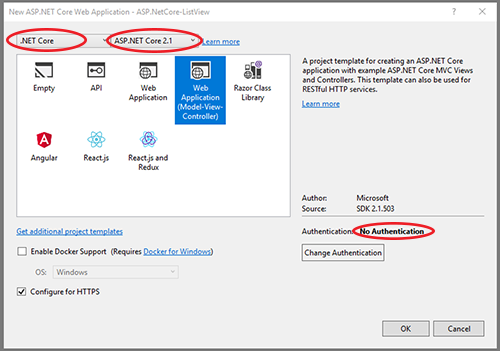 New ASP.NET Core Web Application - ASP.NetCore-ListView
? ×
.NET Core
ASP.NET Core 2.1
Learn more
Empty
API
Web
Application
Web
Application
(Model-View-
Controller)
Razor Class
Library
Angular
React.js
React.js and
Redux
A project template for creating an ASP.NET Core
application with example ASP.NET Core MVC Views
and Controllers. This template can also be used for
RESTful HTTP services.
Learn more
Author: Microsoft
Source: SDK 2.1.503
Get additional project templates
Authentication: No Authentication
Enable Docker Support (Requires Docker for Windows)
Change Authentication
OS: Windows
Configure for HTTPS
OK
Cancel